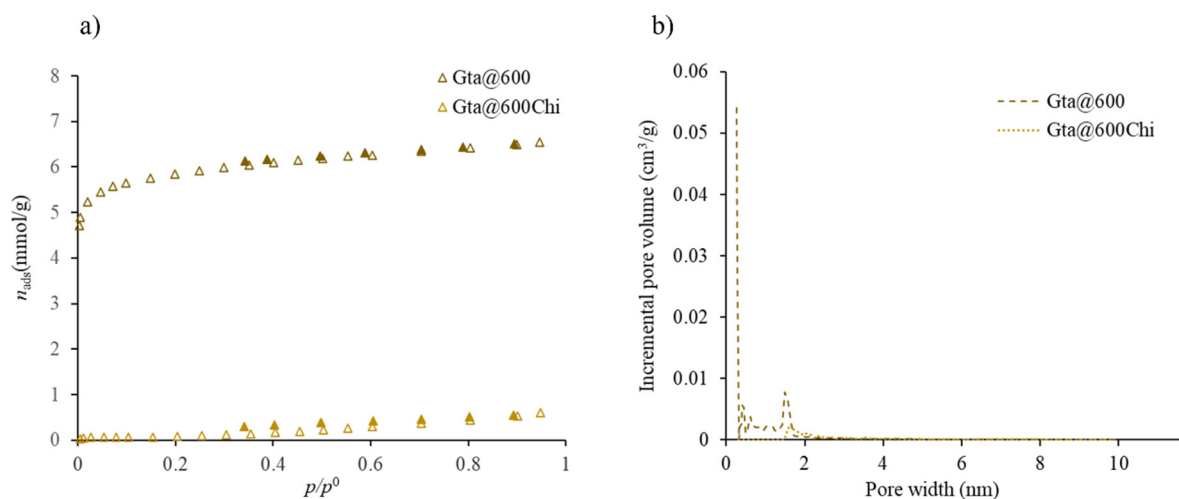 a)
8
7
6
5
4
3
2
1
0
0
0.2
0.4
0.6
0.8
1
n_ads(mmol/g)
p/p⁰
Gta@600
Gta@600Chi
b)
0.06
0.05
0.04
0.03
0.02
0.01
0
0
2
4
6
8
10
Incremental pore volume (cm³/g)
Pore width (nm)
Gta@600
Gta@600Chi